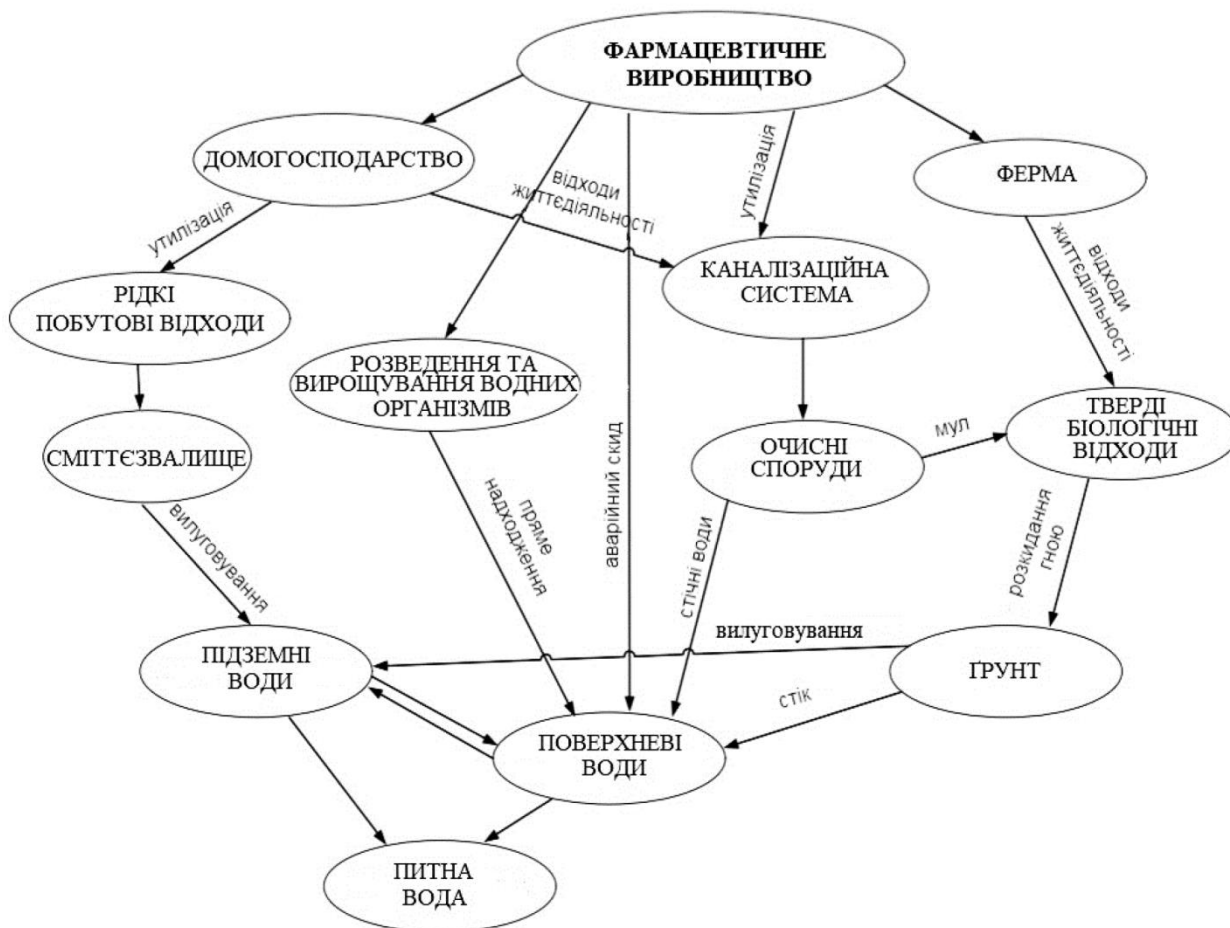 ФАРМАЦЕВТИЧНЕ
ВИРОБНИЦТВО
ДОМОГОСПОДАРСТВО
ФЕРМА
утилізація
відходи
життєдіяльності
утилізація
відходи
життєдіяльності
РІДКІ
ПОБУТОВІ ВІДХОДИ
КАНАЛІЗАЦІЙНА
СИСТЕМА
РОЗВЕДЕННЯ ТА
ВИРОЩУВАННЯ ВОДНИХ
ОРГАНІЗМІВ
ТВЕРДІ
БІОЛОГІЧНІ
ВІДХОДИ
СМІТТЄЗВАЛИЩЕ
ОЧИСНІ
СПОРУДИ
мул
вилуговування
пряме
надходження
аварійний скид
стічні води
розкидання
гною
вилуговування
ПІДЗЕМНІ
ВОДИ
ҐРУНТ
стік
ПОВЕРХНЕВІ
ВОДИ
ПИТНА
ВОДА